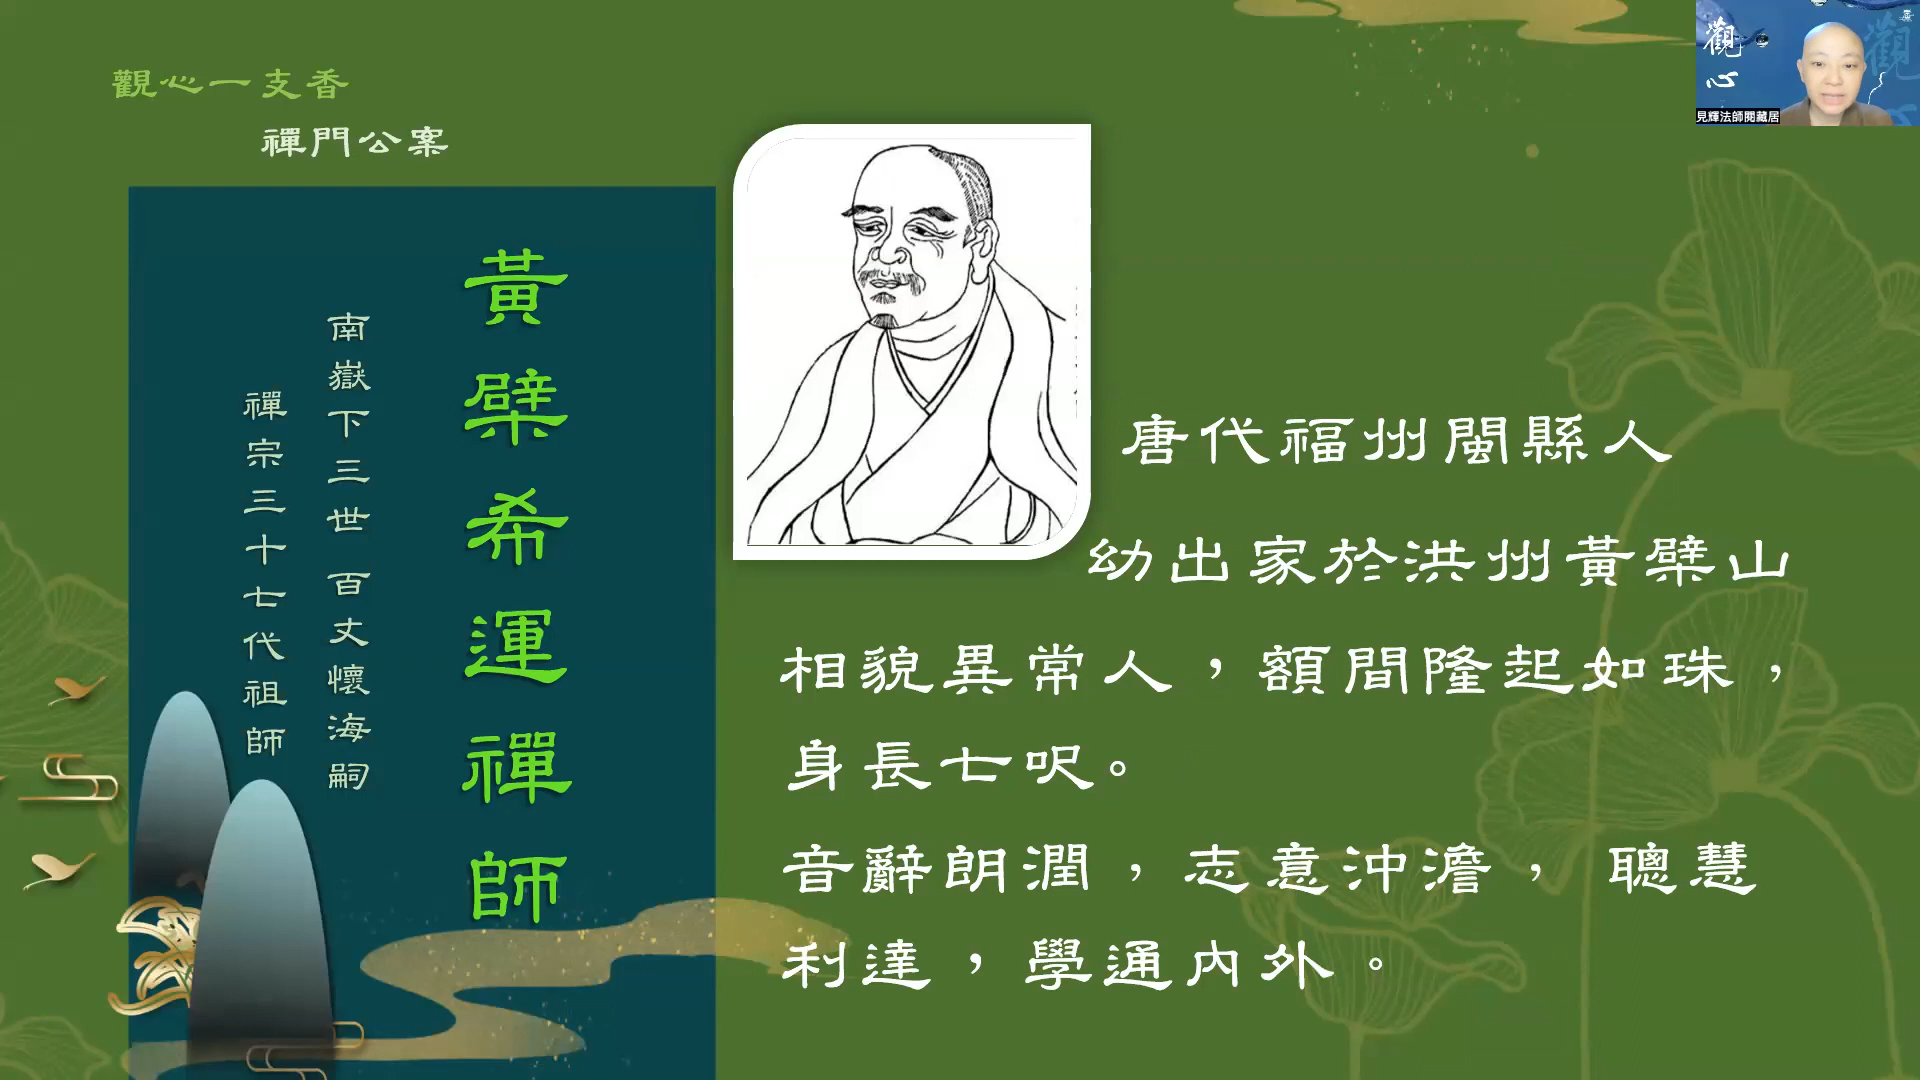 觀心一支香
禪門公案
黃檗希運禪師
南嶽下三世 百丈懷海嗣
禪宗三十七代祖師
唐代福州閩縣人
幼出家於洪州黃檗山
相貌異常人，額間隆起如珠，
身長七呎。
音辭朗潤，志意沖澹， 聰慧
利達，學通內外。
觀心
見輝法師閱藏居